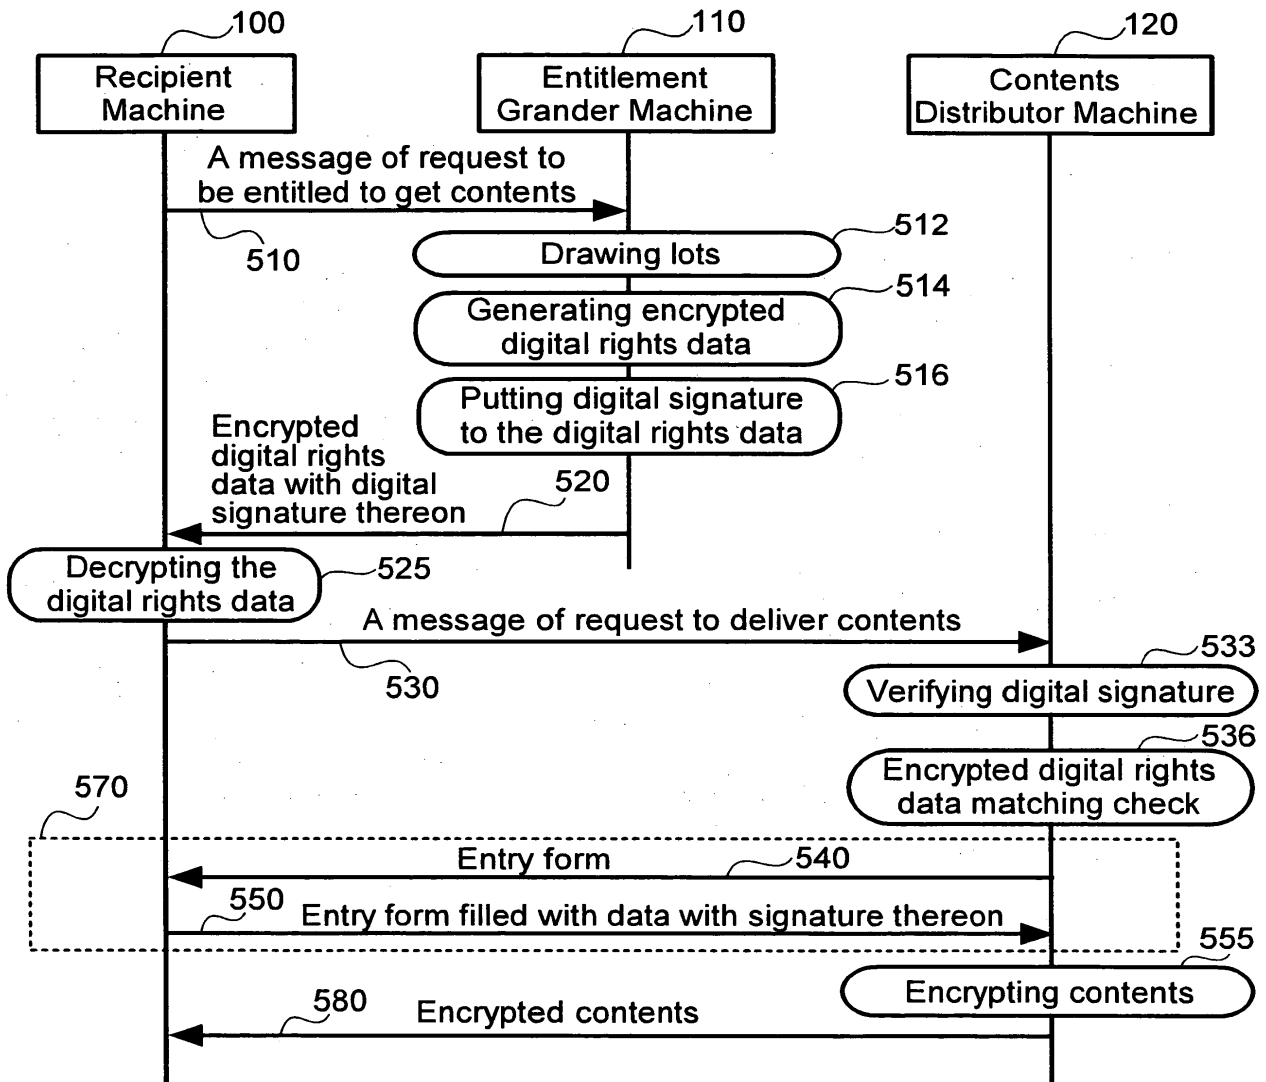 100
110
120
Recipient
Machine
Entitlement
Grander Machine
Contents
Distributor Machine
A message of request to
be entitled to get contents
510
512
Drawing lots
514
Generating encrypted
digital rights data
516
Putting digital signature
to the digital rights data
Encrypted
digital rights
data with digital
signature thereon
520
525
Decrypting the
digital rights data
A message of request to deliver contents
530
533
Verifying digital signature
536
Encrypted digital rights
data matching check
570
Entry form
540
550
Entry form filled with data with signature thereon
555
Encrypting contents
580
Encrypted contents